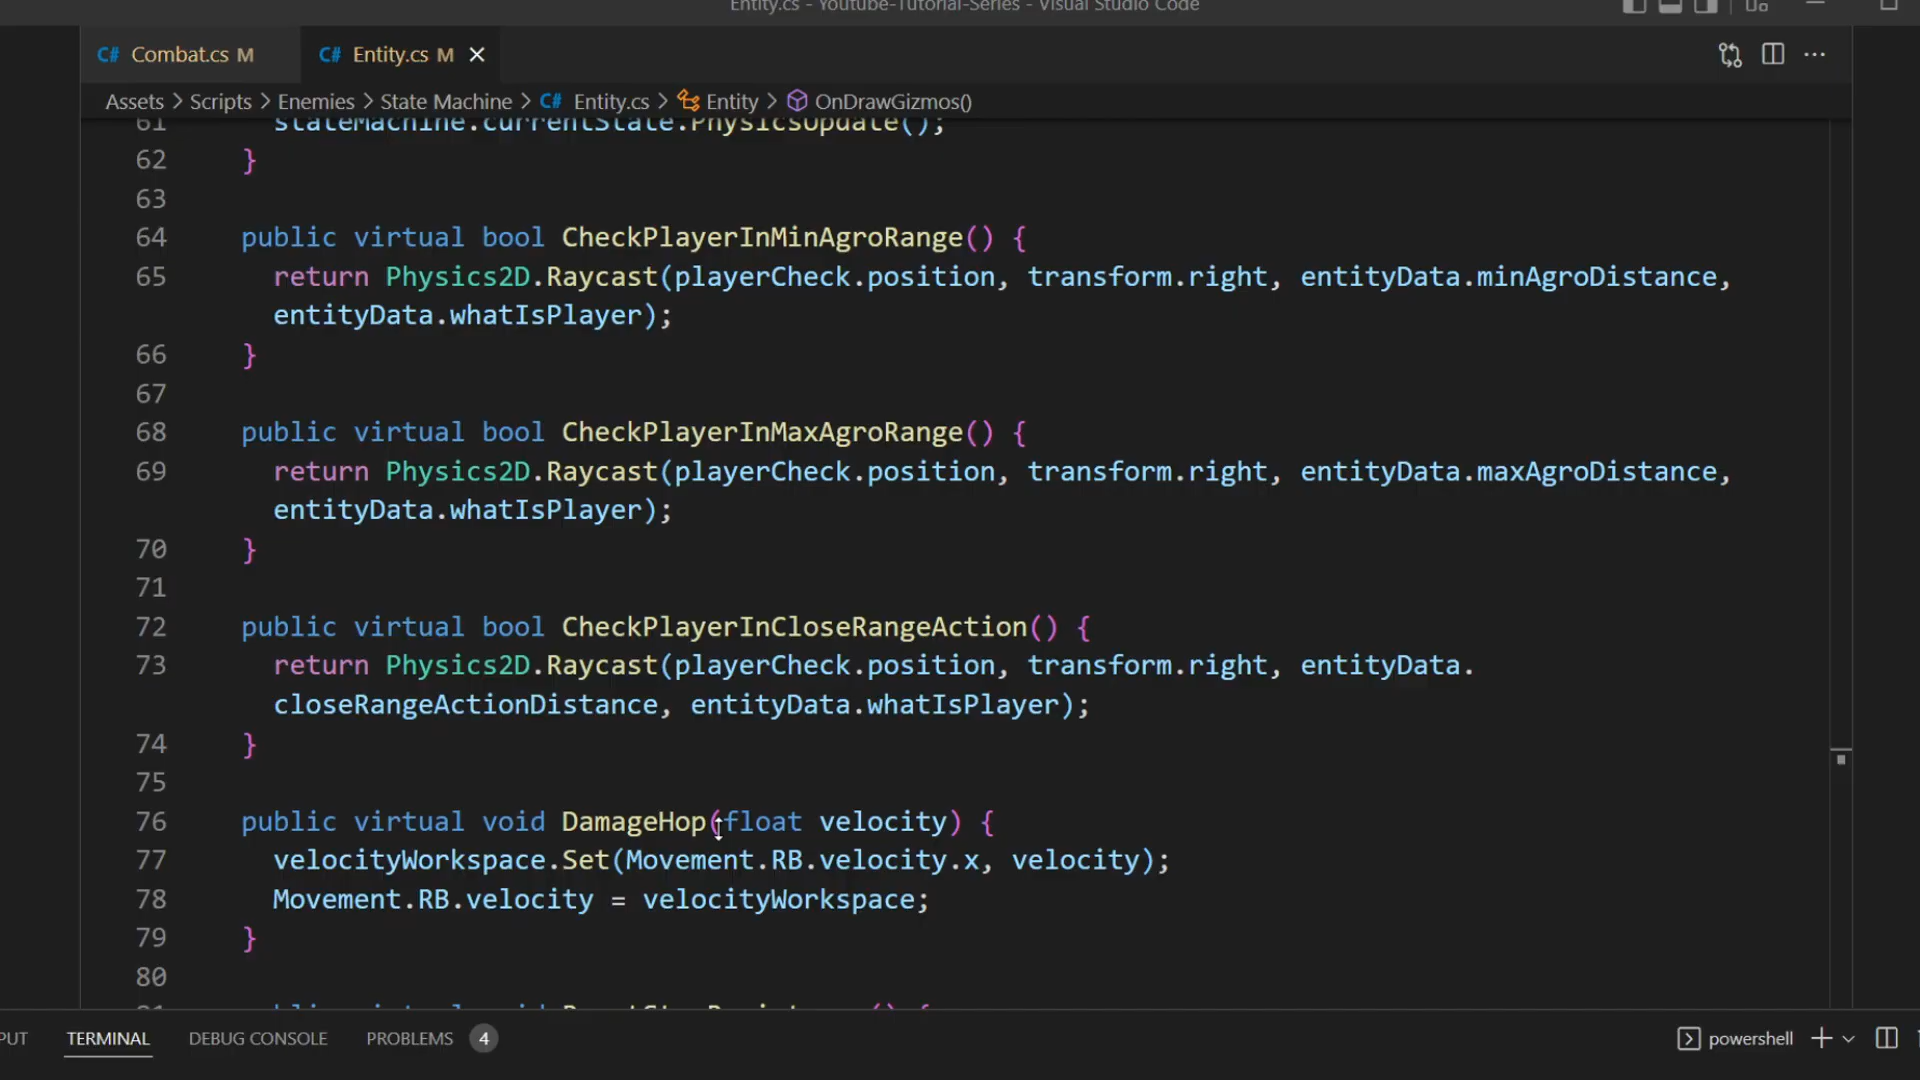 Entity.cs - Youtube-Tutorial-Series - Visual Studio Code
C# Combat.cs M C# Entity.cs M
Assets > Scripts > Enemies > State Machine > C# Entity.cs > Entity > OnDrawGizmos()
61 stateMachine.currentState.PhysicsUpdate();
62 }
63
64 public virtual bool CheckPlayerInMinAgroRange() {
65 return Physics2D.Raycast(playerCheck.position, transform.right, entityData.minAgroDistance,
entityData.whatIsPlayer);
66 }
67
68 public virtual bool CheckPlayerInMaxAgroRange() {
69 return Physics2D.Raycast(playerCheck.position, transform.right, entityData.maxAgroDistance,
entityData.whatIsPlayer);
70 }
71
72 public virtual bool CheckPlayerInCloseRangeAction() {
73 return Physics2D.Raycast(playerCheck.position, transform.right, entityData.
closeRangeActionDistance, entityData.whatIsPlayer);
74 }
75
76 public virtual void DamageHop(float velocity) {
77 velocityWorkspace.Set(Movement.RB.velocity.x, velocity);
78 Movement.RB.velocity = velocityWorkspace;
79 }
80
PUT TERMINAL DEBUG CONSOLE PROBLEMS 4 powershell